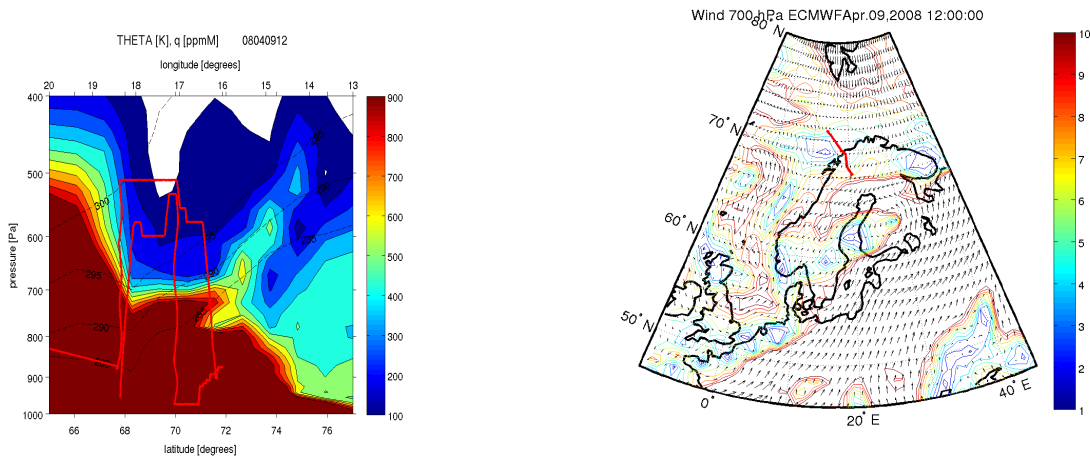 THETA [K], q [ppmM] 08040912
longitude [degrees]
20 19 18 17 16 15 14 13
400
500
600
700
800
900
1000
pressure [Pa]
300
295
290
290
66 68 70 72 74 76
latitude [degrees]
900
800
700
600
500
400
300
200
100
Wind 700 hPa ECMWFApr.09,2008 12:00:00
80° N
70° N
60° N
50° N
0°
20° E
40° E
10
9
8
7
6
5
4
3
2
1